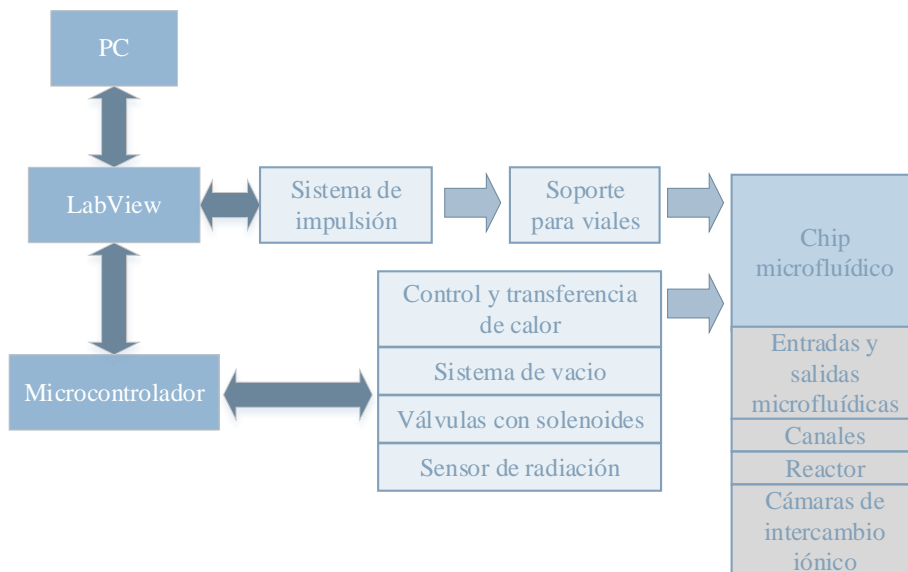 PC
LabView
Sistema de
impulsión
Soporte
para viales
Chip
microfluídico
Control y transferencia
de calor
Microcontrolador
Sistema de vacio
Válvulas con solenoides
Sensor de radiación
Entradas y
salidas
microfluídicas
Canales
Reactor
Cámaras de
intercambio
iónico